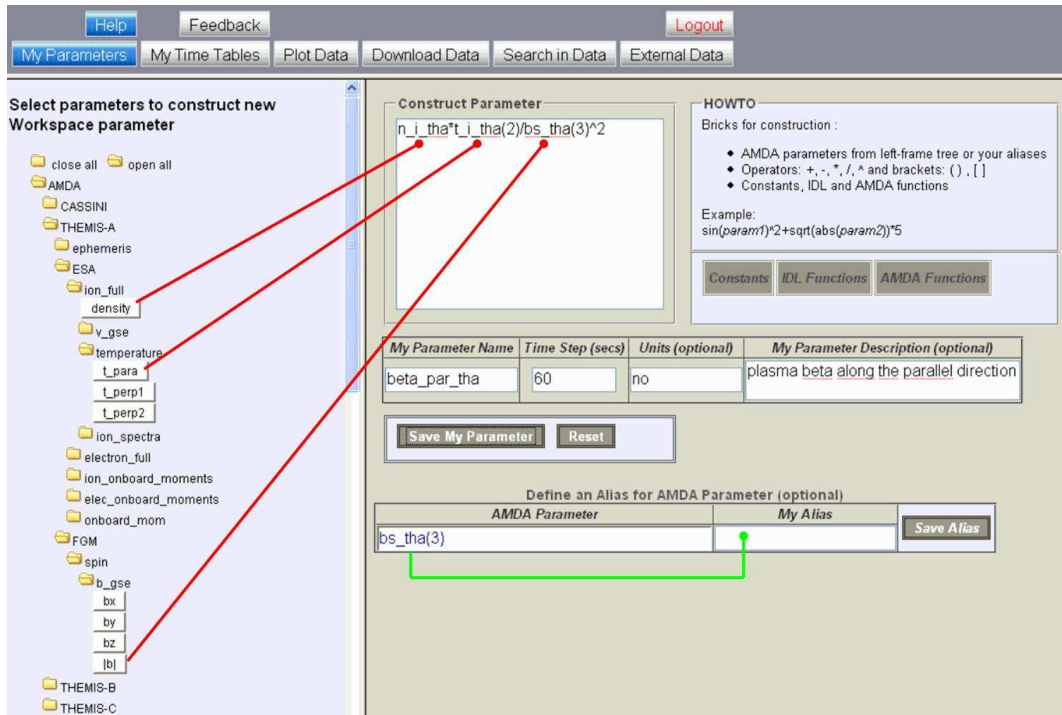 Help Feedback Logout
My Parameters My Time Tables Plot Data Download Data Search in Data External Data
Select parameters to construct new
Workspace parameter
close all open all
AMDA
CASSINI
THEMIS-A
ephemeris
ESA
ion_full
density
v_gse
temperature
t_para
t_perp1
t_perp2
ion_spectra
electron_full
ion_onboard_moments
elec_onboard_moments
onboard_mom
FGM
spin
b_gse
bx
by
bz
|b|
THEMIS-B
THEMIS-C
Construct Parameter
n_i_tha*t_i_tha(2)/bs_tha(3)^2
HOWTO
Bricks for construction :
AMDA parameters from left-frame tree or your aliases
Operators: +, -, *, /, ^ and brackets: ( ) , [ ]
Constants, IDL and AMDA functions
Example:
sin(param1)^2+sqrt(abs(param2))*5
Constants IDL Functions AMDA Functions
My Parameter Name Time Step (secs) Units (optional) My Parameter Description (optional)
beta_par_tha 60 no plasma beta along the parallel direction
Save My Parameter Reset
Define an Alias for AMDA Parameter (optional)
AMDA Parameter My Alias
bs_tha(3) Save Alias